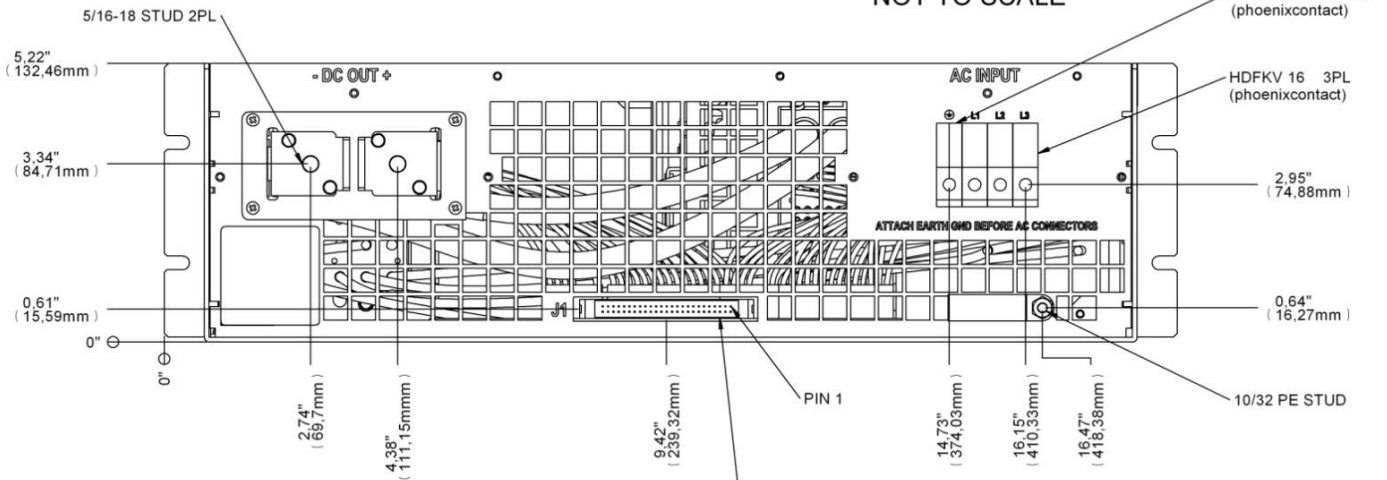 NOT TO SCALE
(phoenixcontact)
5/16-18 STUD 2PL
5,22"
( 132,46mm )
- DC OUT +
AC INPUT
HDFKV 16 3PL
(phoenixcontact)
L1 L2 L3
3,34"
( 84,71mm )
2,95"
( 74,88mm )
ATTACH EARTH GND BEFORE AC CONNECTORS
0,61"
( 15,59mm )
J1
0,64"
( 16,27mm )
0"
0"
2,74"
( 69,7mm )
4,38"
( 111,15mmm )
9,42"
( 239,32mm )
PIN 1
14,73"
( 374,03mm )
16,15"
( 410,33mm )
16,47"
( 418,38mm )
10/32 PE STUD